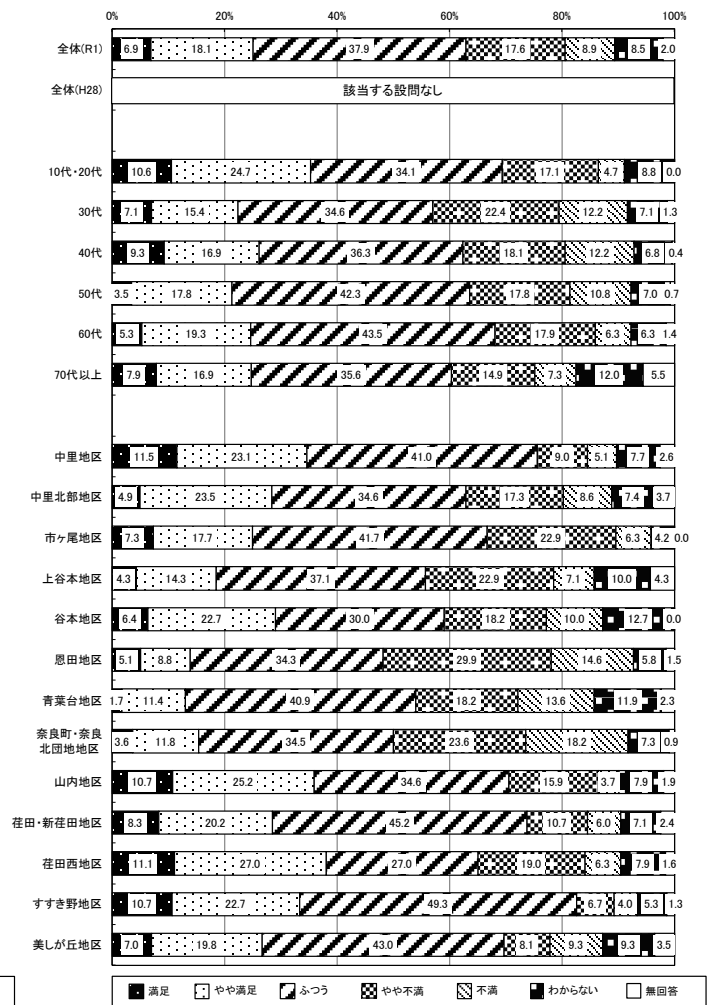 0% 20% 40% 60% 80% 100%
全体(R1) 6.9 18.1 37.9 17.6 8.9 8.5 2.0
全体(H28) 該当する設問なし
10代・20代 10.6 24.7 34.1 17.1 4.7 8.8 0.0
30代 7.1 15.4 34.6 22.4 12.2 7.1 1.3
40代 9.3 16.9 36.3 18.1 12.2 6.8 0.4
50代 3.5 17.8 42.3 17.8 10.8 7.0 0.7
60代 5.3 19.3 43.5 17.9 6.3 6.3 1.4
70代以上 7.9 16.9 35.6 14.9 7.3 12.0 5.5
中里地区 11.5 23.1 41.0 9.0 5.1 7.7 2.6
中里北部地区 4.9 23.5 34.6 17.3 8.6 7.4 3.7
市ヶ尾地区 7.3 17.7 41.7 22.9 6.3 4.2 0.0
上谷本地区 4.3 14.3 37.1 22.9 7.1 10.0 4.3
谷本地区 6.4 22.7 30.0 18.2 10.0 12.7 0.0
恩田地区 5.1 8.8 34.3 29.9 14.6 5.8 1.5
青葉台地区 1.7 11.4 40.9 18.2 13.6 11.9 2.3
奈良町・奈良
北団地地区 3.6 11.8 34.5 23.6 18.2 7.3 0.9
山内地区 10.7 25.2 34.6 15.9 3.7 7.9 1.9
荏田・新荏田地区 8.3 20.2 45.2 10.7 6.0 7.1 2.4
荏田西地区 11.1 27.0 27.0 19.0 6.3 7.9 1.6
すすき野地区 10.7 22.7 49.3 6.7 4.0 5.3 1.3
美しが丘地区 7.0 19.8 43.0 8.1 9.3 9.3 3.5
満足 やや満足 ふつう やや不満 不満 わからない 無回答